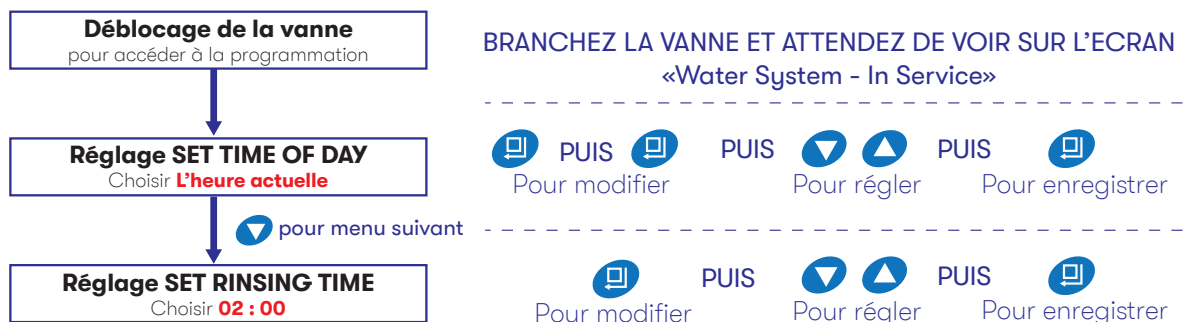 Déblocage de la vanne
pour accéder à la programmation
BRANCHEZ LA VANNE ET ATTENDEZ DE VOIR SUR L'ECRAN
«Water System - In Service»
Réglage SET TIME OF DAY
Choisir L'heure actuelle
PUIS PUIS PUIS
Pour modifier Pour régler Pour enregistrer
pour menu suivant
Réglage SET RINSING TIME
Choisir 02 : 00
PUIS PUIS
Pour modifier Pour régler Pour enregistrer